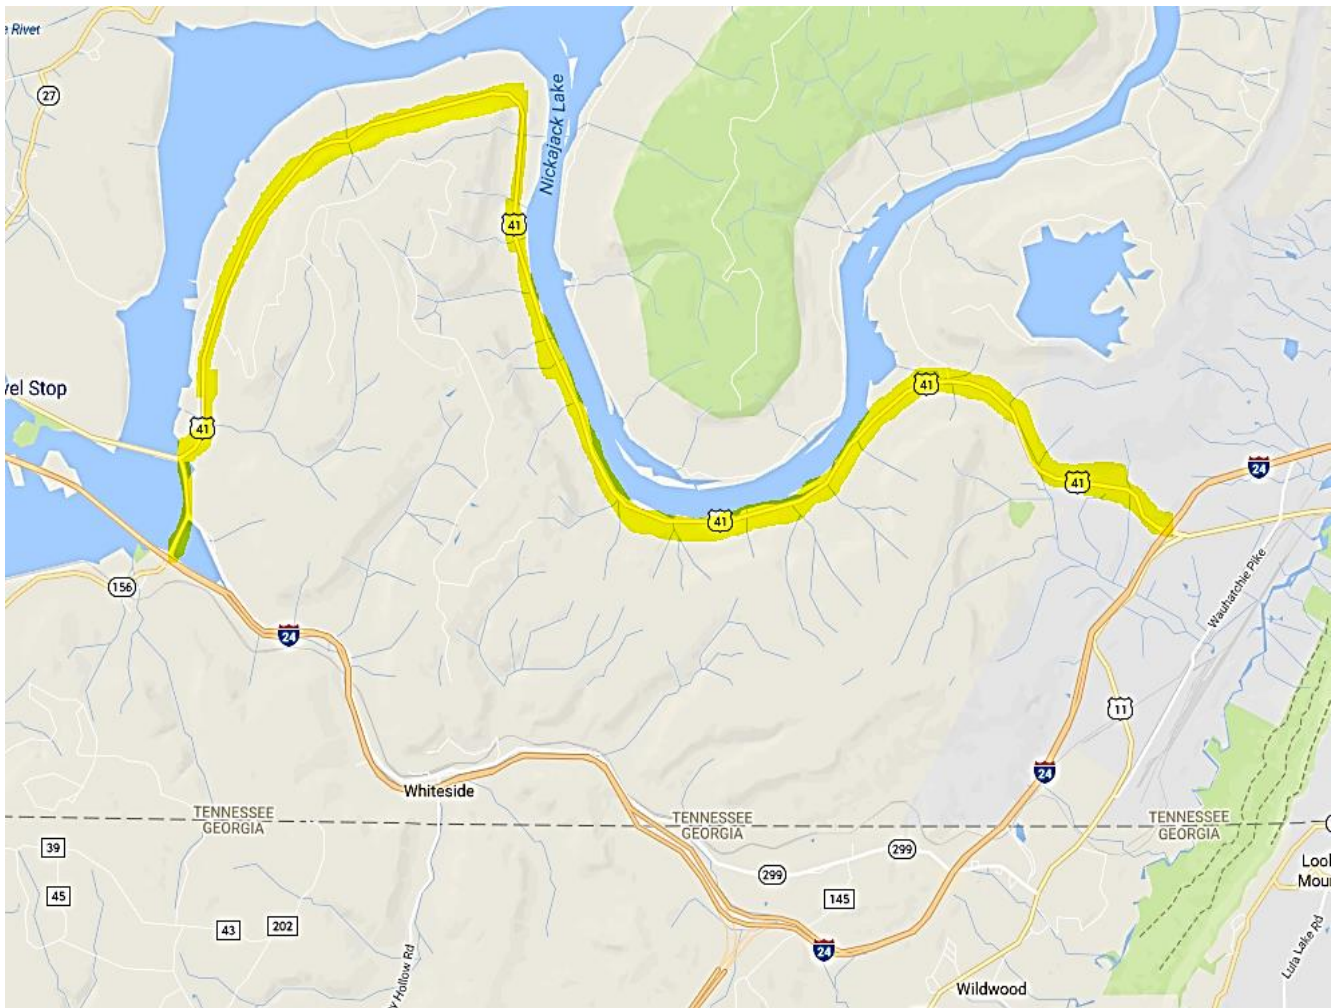 e Rivet
27
Nickajack Lake
41
vel Stop
41
41
41
41
24
156
24
Wauhatchie Pike
11
24
Whiteside
TENNESSEE
GEORGIA
TENNESSEE
GEORGIA
TENNESSEE
GEORGIA
39
299
299
45
145
Look
Mour
43
202
24
y Hollow Rd
Lula Lake Rd
Wildwood